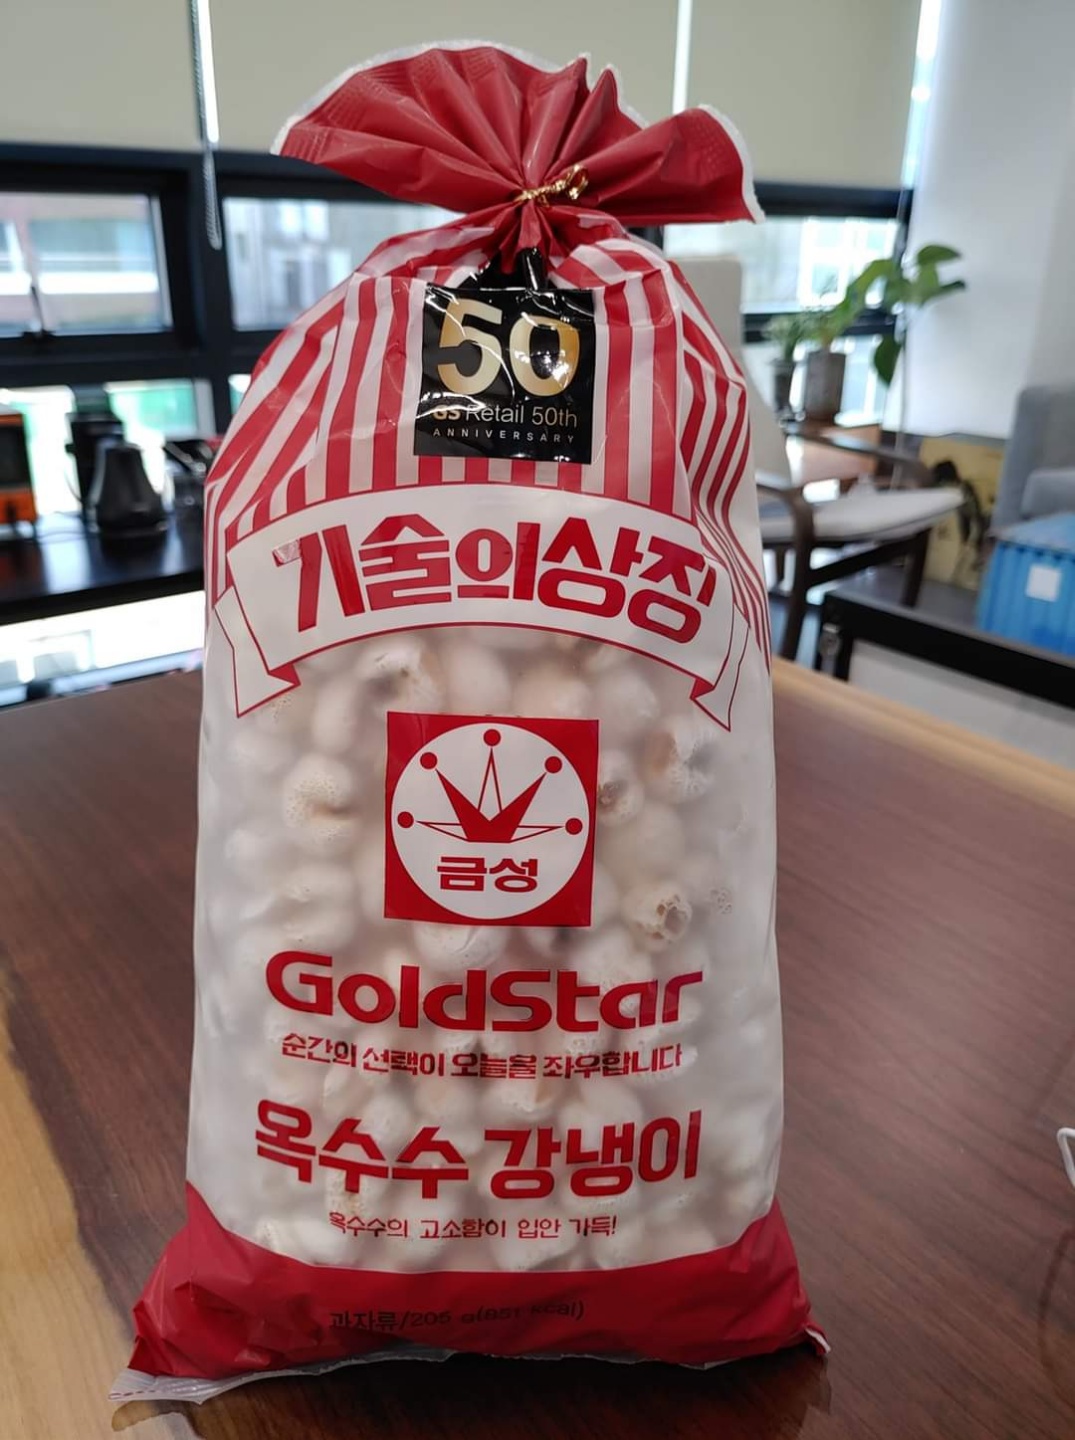 50
GS Retail 50th
ANNIVERSARY
기술의상징
금성
GoldStar
순간의 선택이 오늘을 좌우합니다
옥수수 강냉이
옥수수의 고소함이 입안 가득!
과자류/205 g(851 kcal)